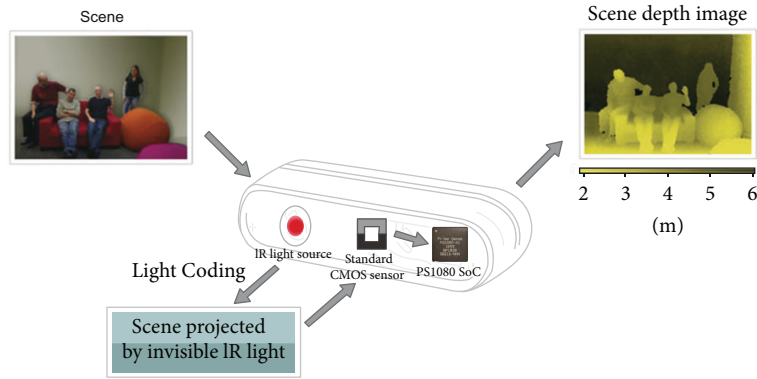 Scene
Scene depth image
2 3 4 5 6
(m)
IR light source
Standard
CMOS sensor
PS1080 SoC
Light Coding
Scene projected
by invisible IR light